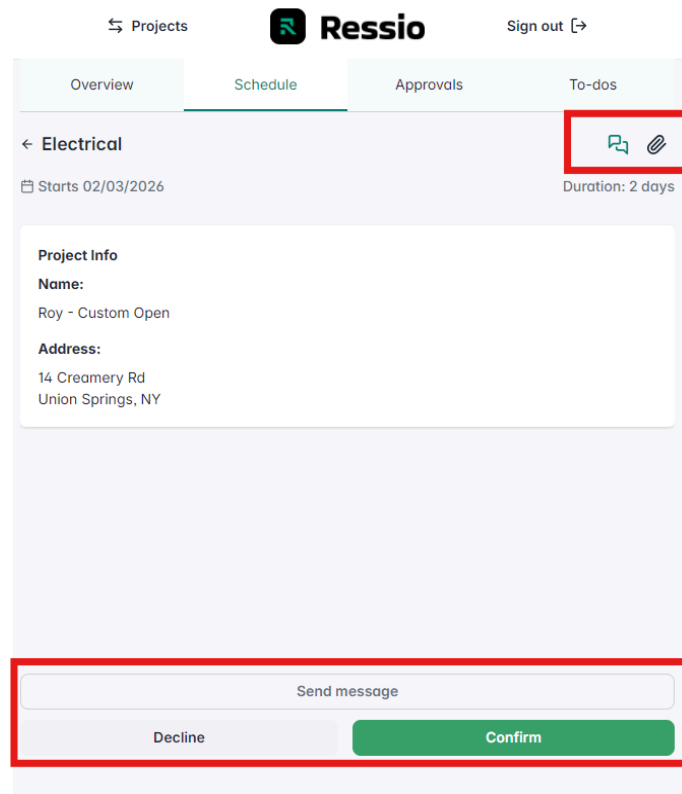 Projects
Ressio
Sign out
Overview
Schedule
Approvals
To-dos
Electrical
Starts 02/03/2026
Duration: 2 days
Project Info
Name:
Roy - Custom Open
Address:
14 Creamery Rd
Union Springs, NY
Send message
Decline
Confirm